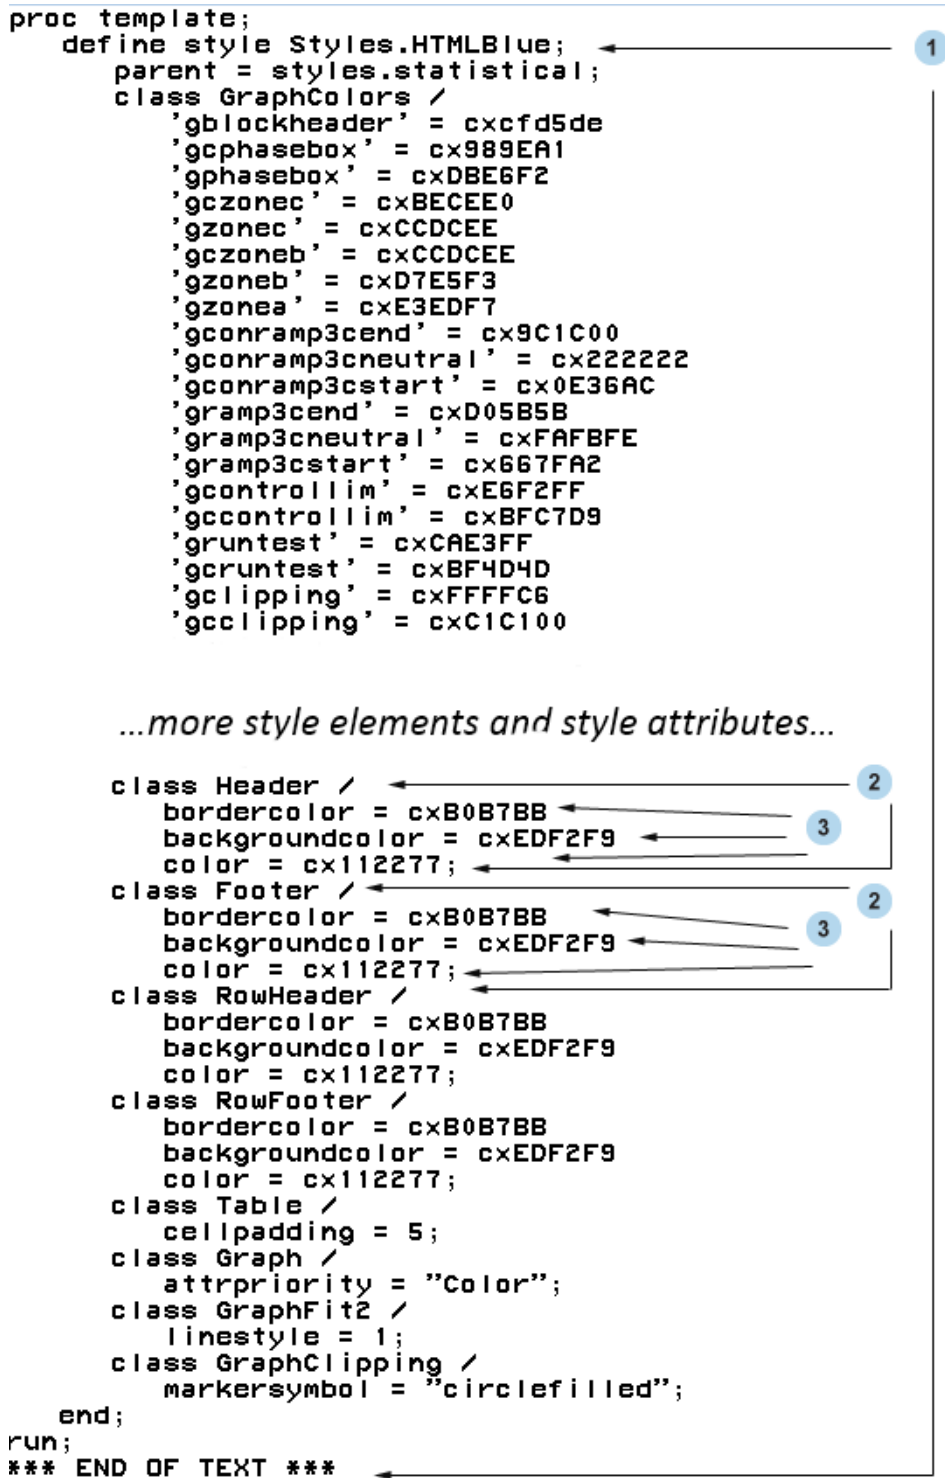 proc template;
define style Styles.HTMLBlue;
1
parent = styles.statistical;
class GraphColors /
'gblockheader' = cxcfd5de
'gcphasebox' = cx989EA1
'gphasebox' = cxDBE6F2
'gczonec' = cxBECEE0
'gzonec' = cxCCDCEE
'gczoneb' = cxCCDCEE
'gzoneb' = cxD7E5F3
'gzonea' = cxE3EDF7
'gconramp3cend' = cx9C1C00
'gconramp3cneutral' = cx222222
'gconramp3cstart' = cx0E36AC
'gramp3cend' = cxD05B5B
'gramp3cneutral' = cxFAFBFE
'gramp3cstart' = cx667FA2
'gcontrollim' = cxE6F2FF
'gccontrollim' = cxBFC7D9
'gruntest' = cxCAE3FF
'gcruntest' = cxBF4D4D
'gclipping' = cxFFFFC6
'gcclipping' = cxC1C100
...more style elements and style attributes...
class Header /
2
bordercolor = cxB0B7BB
3
backgroundcolor = cxEDF2F9
color = cx112277;
class Footer /
2
bordercolor = cxB0B7BB
3
backgroundcolor = cxEDF2F9
color = cx112277;
class RowHeader /
bordercolor = cxB0B7BB
backgroundcolor = cxEDF2F9
color = cx112277;
class RowFooter /
bordercolor = cxB0B7BB
backgroundcolor = cxEDF2F9
color = cx112277;
class Table /
cellpadding = 5;
class Graph /
attrpriority = "Color";
class GraphFit2 /
linestyle = 1;
class GraphClipping /
markersymbol = "circlefilled";
end;
run;
*** END OF TEXT ***